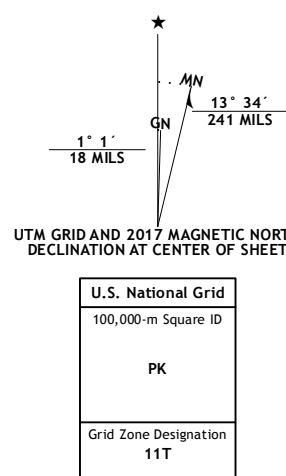 ★
MN
13° 34´
241 MILS
GN
1° 1´
18 MILS
UTM GRID AND 2017 MAGNETIC NORT
DECLINATION AT CENTER OF SHEET
U.S. National Grid
100,000-m Square ID
PK
Grid Zone Designation
11T